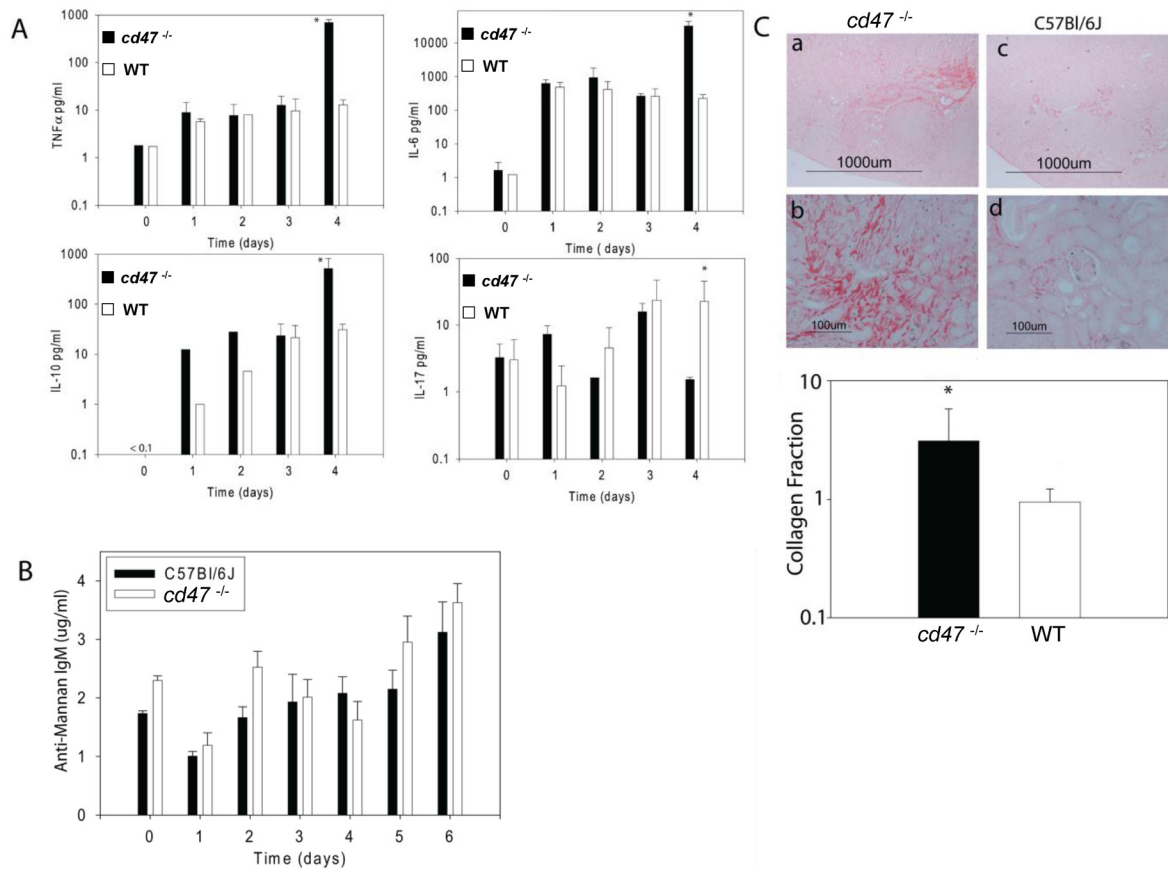 A
1000
100
10
1
0.1
TNFα pg/ml
cd47 -/-
WT
*
0 1 2 3 4
Time (days)
10000
1000
100
1
0.1
IL-6 pg/ml
cd47 -/-
WT
*
0 1 2 3 4
Time ( days)
1000
100
10
1
0.1
IL-10 pg/ml
cd47 -/-
WT
*
< 0.1
0 1 2 3 4
Time (days)
100
10
1
0.1
IL-17 pg/ml
cd47 -/-
WT
*
0 1 2 3 4
Time (days)
B
C57Bl/6J
cd47 -/-
4
3
2
1
0
Anti-Mannan IgM (ug/ml)
0 1 2 3 4 5 6
Time (days)
C
cd47 -/-
C57Bl/6J
a
1000um
c
1000um
b
100um
d
100um
10
1
0.1
Collagen Fraction
*
cd47 -/-
WT